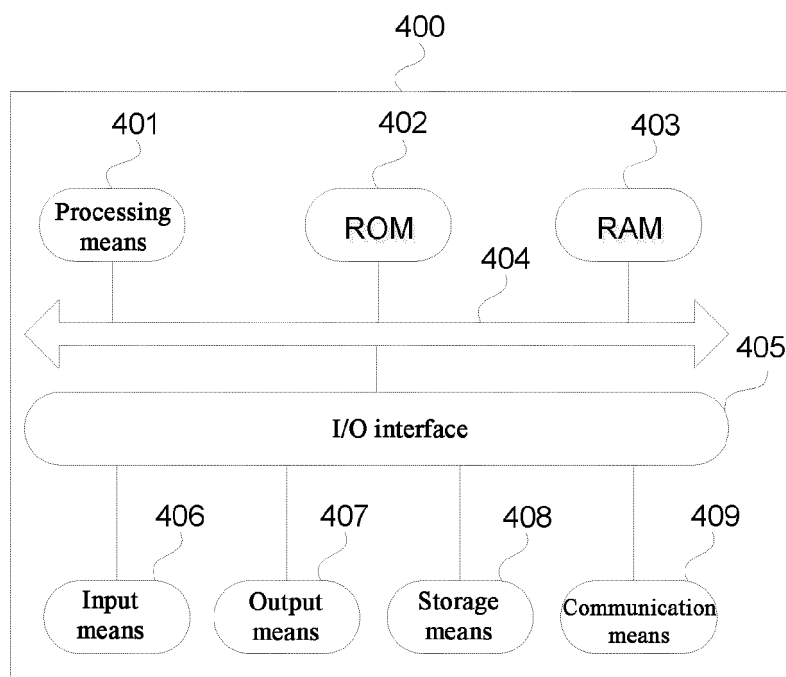 400
401
402
403
Processing
means
ROM
RAM
404
405
I/O interface
406
407
408
409
Input
means
Output
means
Storage
means
Communication
means